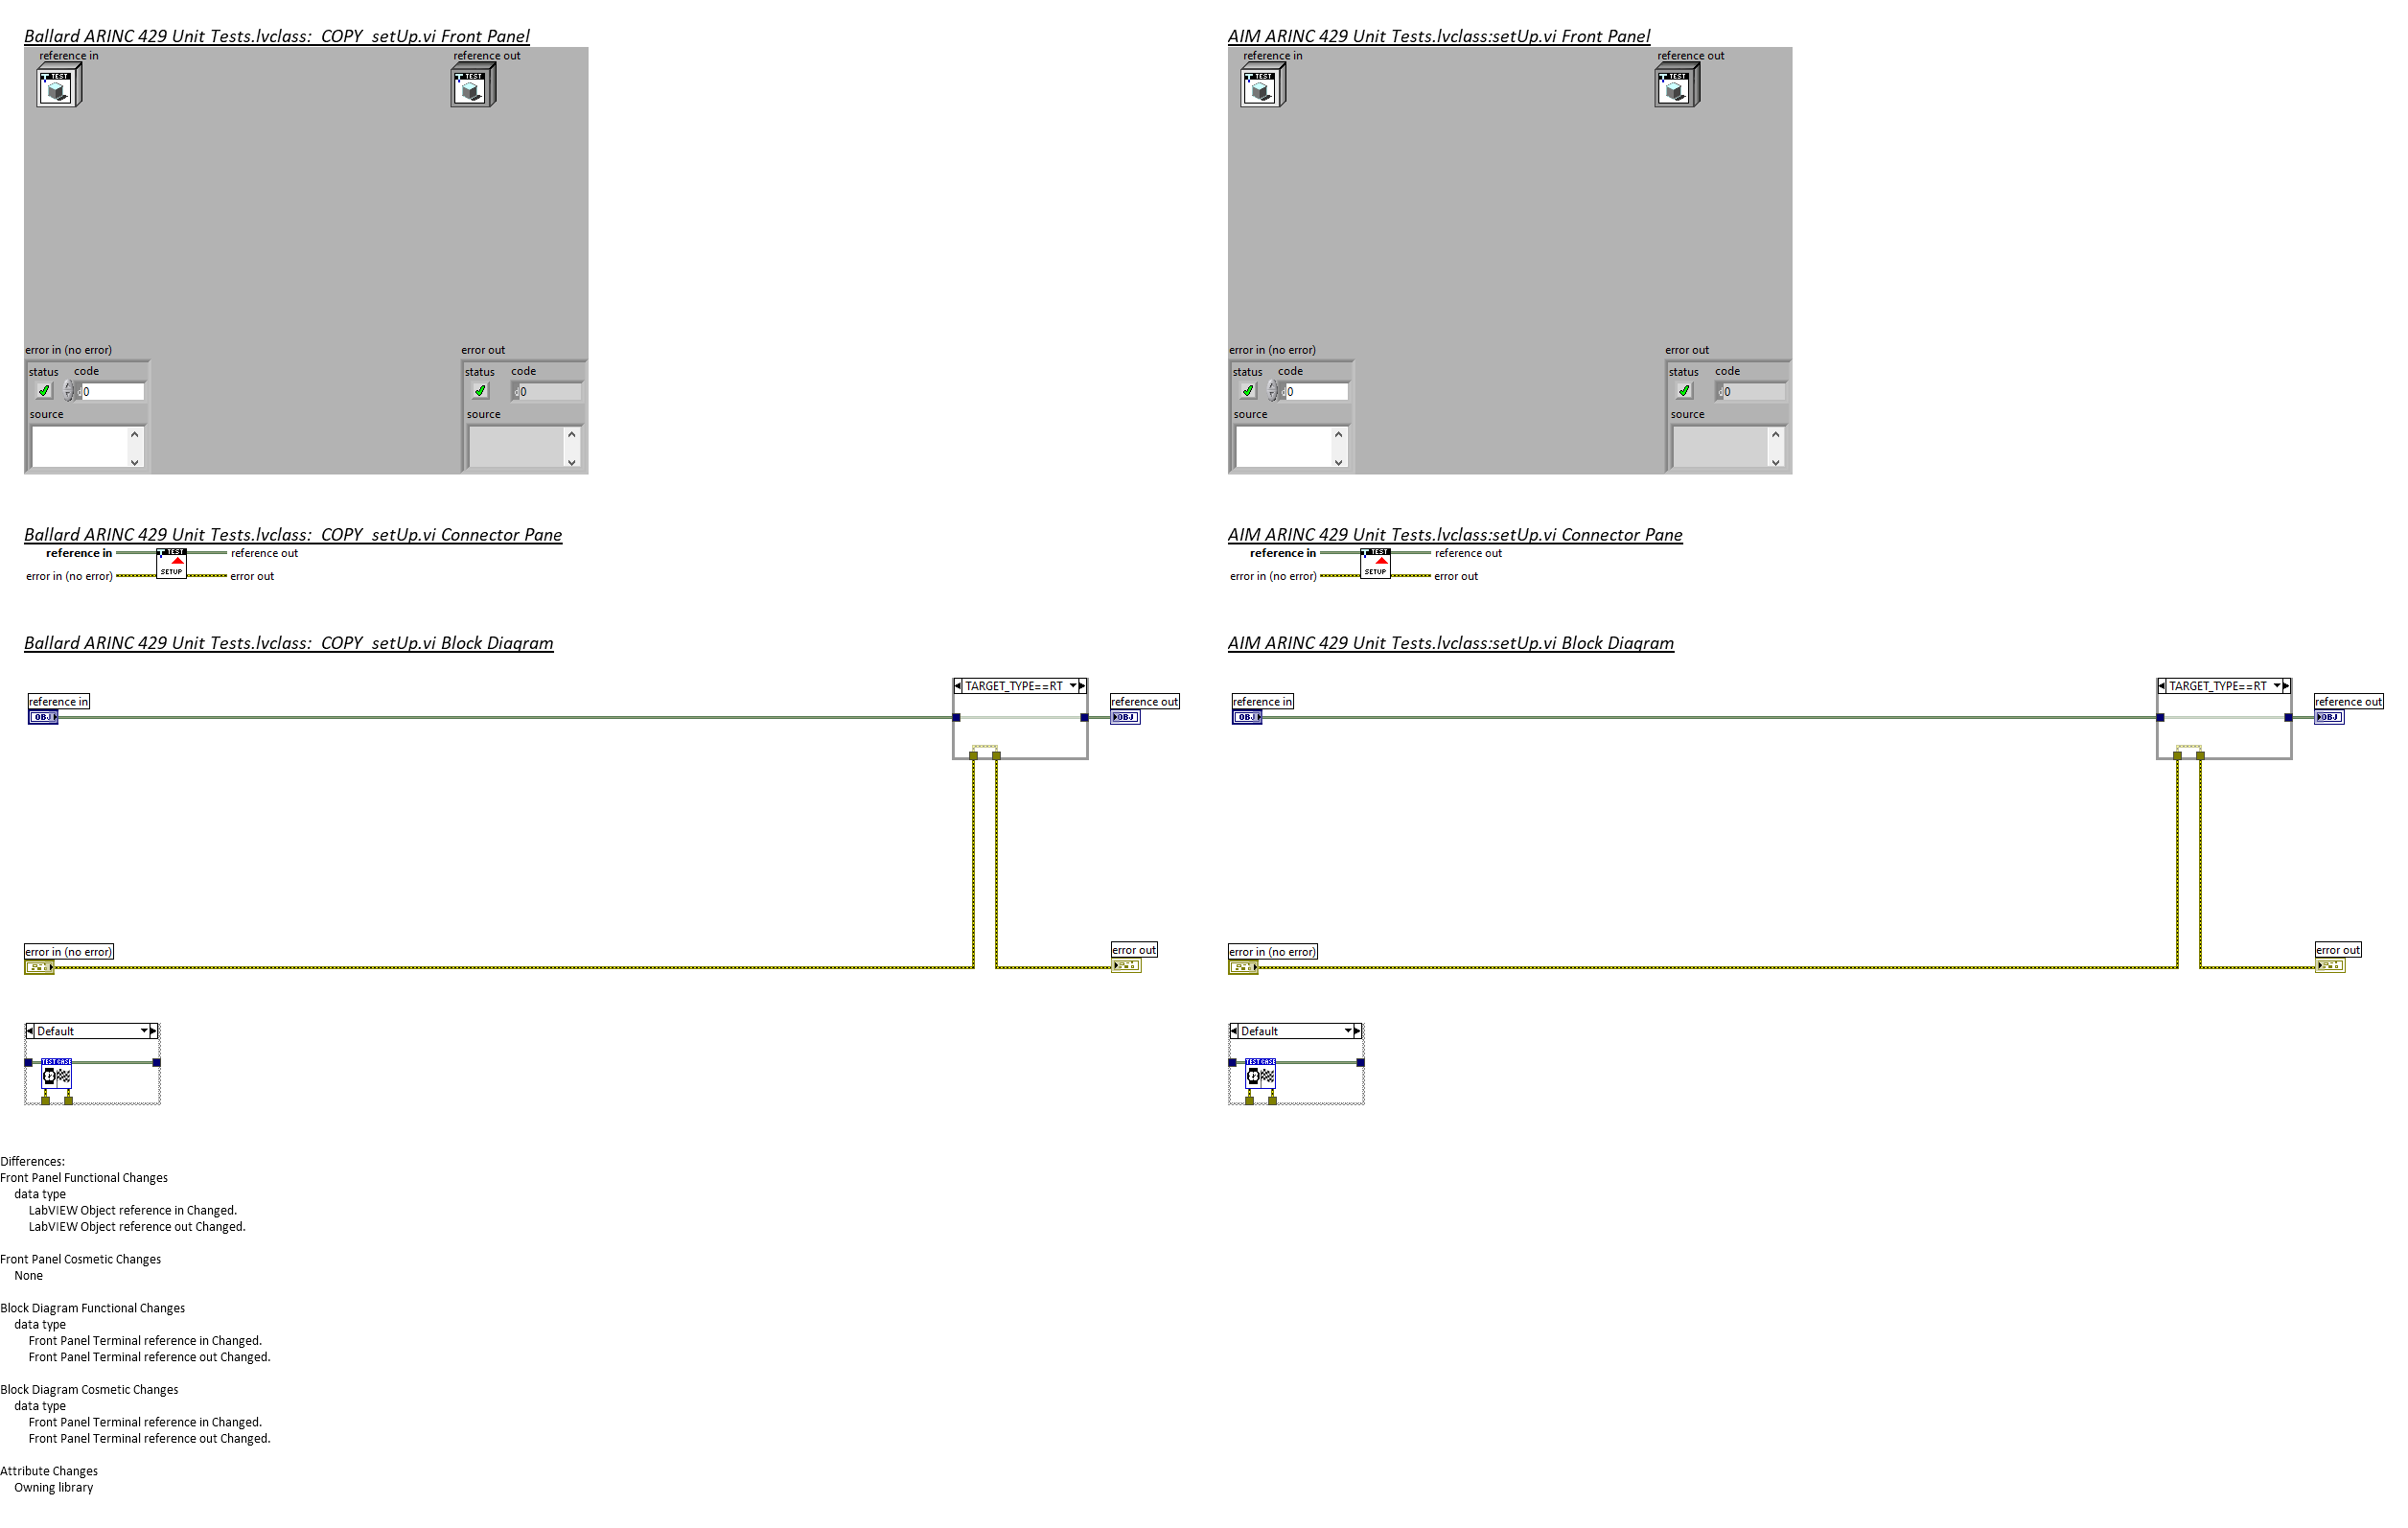 Ballard ARINC 429 Unit Tests.lvclass:  COPY  setUp.vi Front Panel
reference in
reference out
TEST
TEST
error in (no error)
error out
status code
0
source
status code
0
source
AIM ARINC 429 Unit Tests.lvclass:setUp.vi Front Panel
reference in
reference out
TEST
TEST
error in (no error)
error out
status code
0
source
status code
0
source
Ballard ARINC 429 Unit Tests.lvclass:  COPY  setUp.vi Connector Pane
reference in
TEST
SETUP
reference out
error in (no error)
error out
AIM ARINC 429 Unit Tests.lvclass:setUp.vi Connector Pane
reference in
TEST
SETUP
reference out
error in (no error)
error out
Ballard ARINC 429 Unit Tests.lvclass:  COPY  setUp.vi Block Diagram
TARGET_TYPE==RT
reference in
OBJ
reference out
OBJ
error in (no error)
error out
Default
TEST CASE
AIM ARINC 429 Unit Tests.lvclass:setUp.vi Block Diagram
TARGET_TYPE==RT
reference in
OBJ
reference out
OBJ
error in (no error)
error out
Default
TEST CASE
Differences:
Front Panel Functional Changes
data type
LabVIEW Object reference in Changed.
LabVIEW Object reference out Changed.
Front Panel Cosmetic Changes
None
Block Diagram Functional Changes
data type
Front Panel Terminal reference in Changed.
Front Panel Terminal reference out Changed.
Block Diagram Cosmetic Changes
data type
Front Panel Terminal reference in Changed.
Front Panel Terminal reference out Changed.
Attribute Changes
Owning library